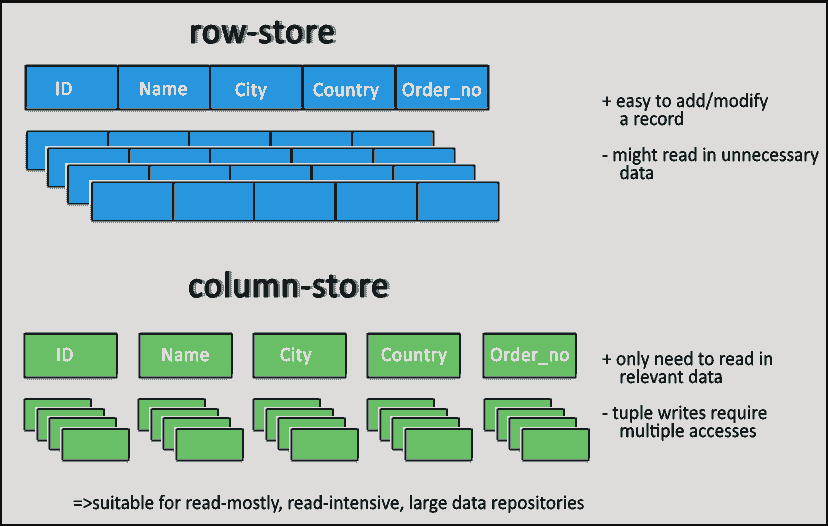 row-store
ID Name City Country Order_no
+ easy to add/modify
a record
- might read in unnecessary
data
column-store
ID Name City Country Order_no
+ only need to read in
relevant data
- tuple writes require
multiple accesses
=>suitable for read-mostly, read-intensive, large data repositories